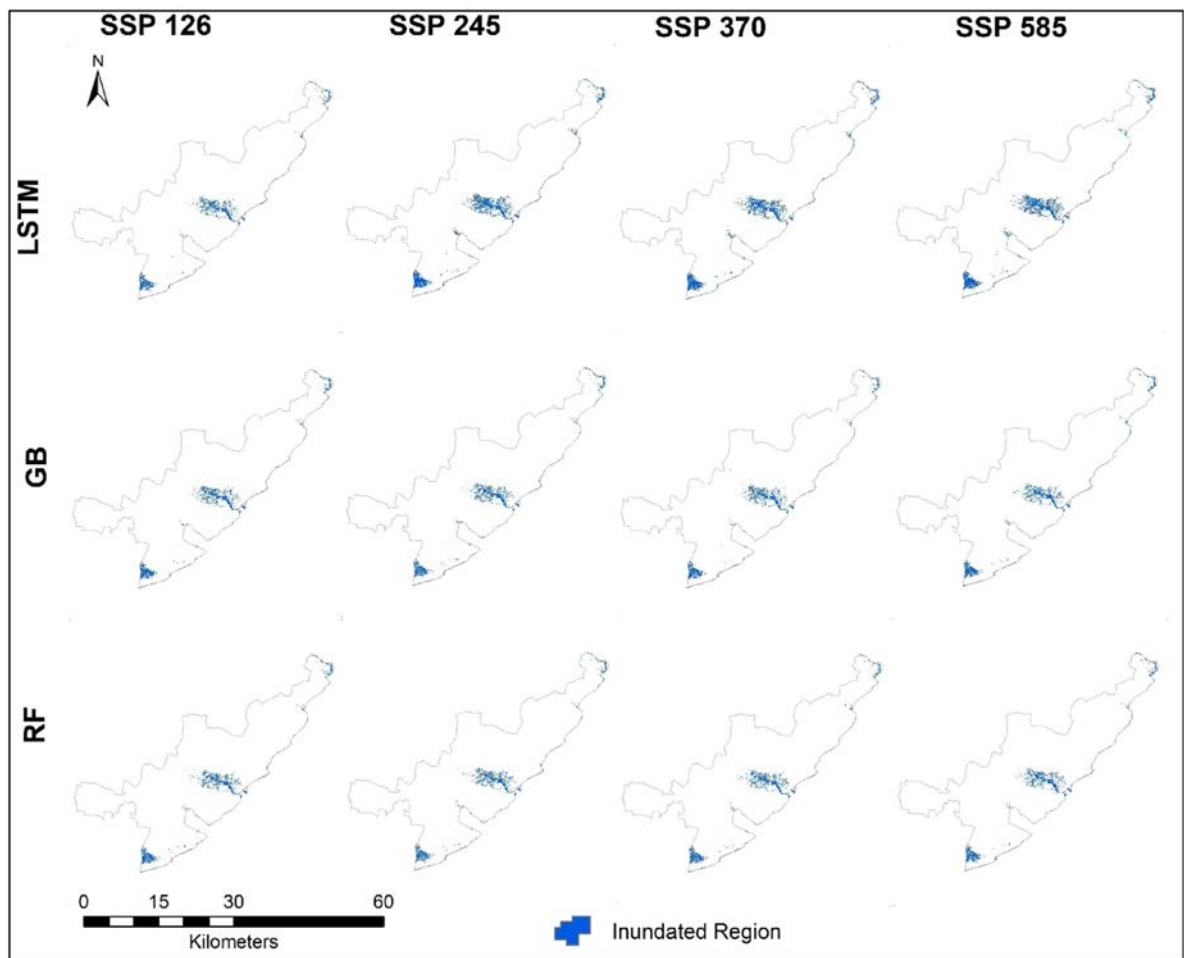 SSP 126 SSP 245 SSP 370 SSP 585
N
LSTM
GB
RF
0 15 30 60
Kilometers
Inundated Region